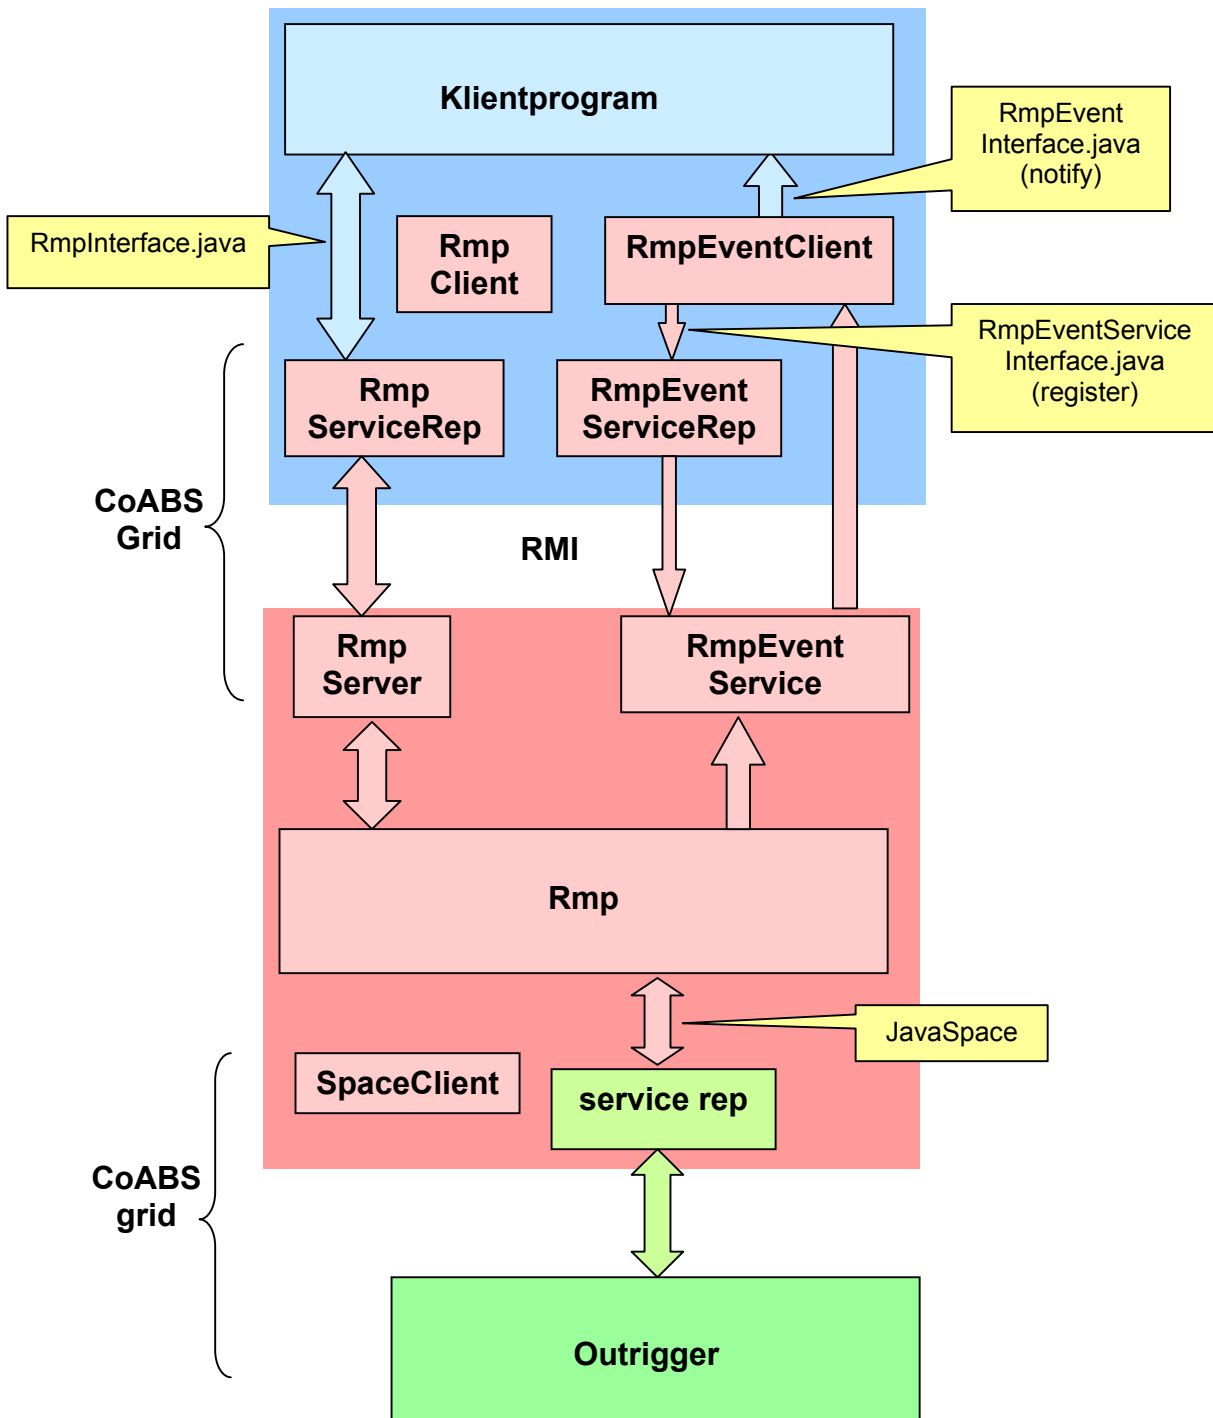 Klientprogram
RmpEvent
Interface.java
(notify)
RmpInterface.java
Rmp
Client
RmpEventClient
RmpEventService
Interface.java
(register)
Rmp
ServiceRep
RmpEvent
ServiceRep
CoABS
Grid
RMI
Rmp
Server
RmpEvent
Service
Rmp
JavaSpace
SpaceClient
service rep
CoABS
grid
Outrigger